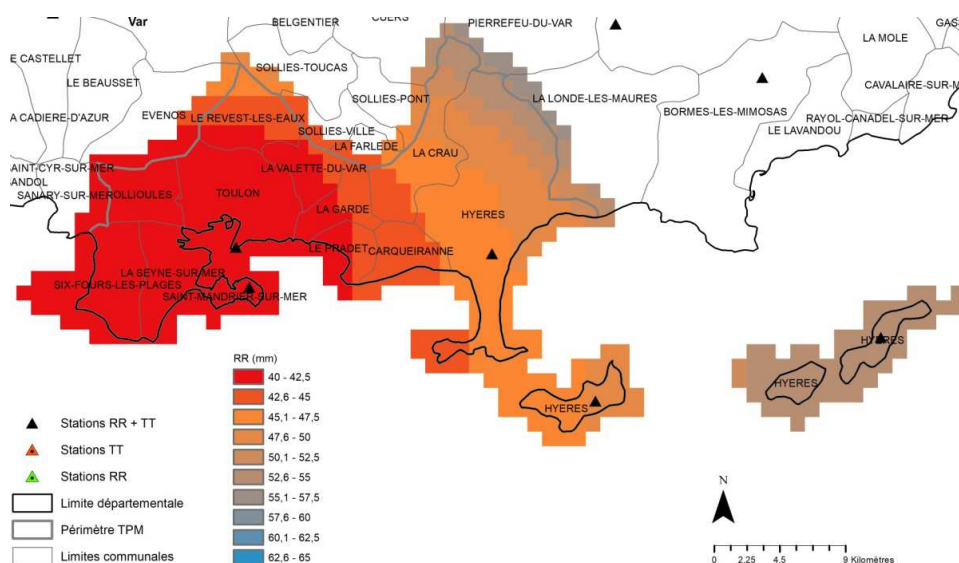 Var
BELGENTIER
CUERS
PIERREFEU-DU-VAR
GAS
LA MOLE
E CASTELLET
LE BEAUSSET
SOLLIES-TOUCAS
SOLLIES-PONT
CAVALAIRE-SUR-M
LA LONDE-LES-MAURES
BORMES-LES-MIMOSAS
A CADIERE-D'AZUR
EVENOS
LE REVEST-LES-EAUX
RAYOL-CANADEL-SUR-MER
SOLLIES-VILLE
LE LAVANDOU
LA FARLEDE
LA CRAU
AINT-CYR-SUR-MER
LA VALETTE-DU-VAR
ANDOL
SANARY-SUR-MER
OLLIOULES
TOULON
LA GARDE
HYERES
LE PRADET
CARQUEIRANNE
LA SEYNE-SUR-MER
SIX-FOURS-LES-PLAGES
SAINT-MANDRIER-SUR-MER
HYERES
HYERES
HYERES
RR (mm)
40 - 42,5
42,6 - 45
45,1 - 47,5
47,6 - 50
50,1 - 52,5
52,6 - 55
55,1 - 57,5
57,6 - 60
60,1 - 62,5
62,6 - 65
Stations RR + TT
Stations TT
Stations RR
Limite départementale
Périmètre TPM
Limites communales
N
0 2.25 4.5 9 Kilomètres